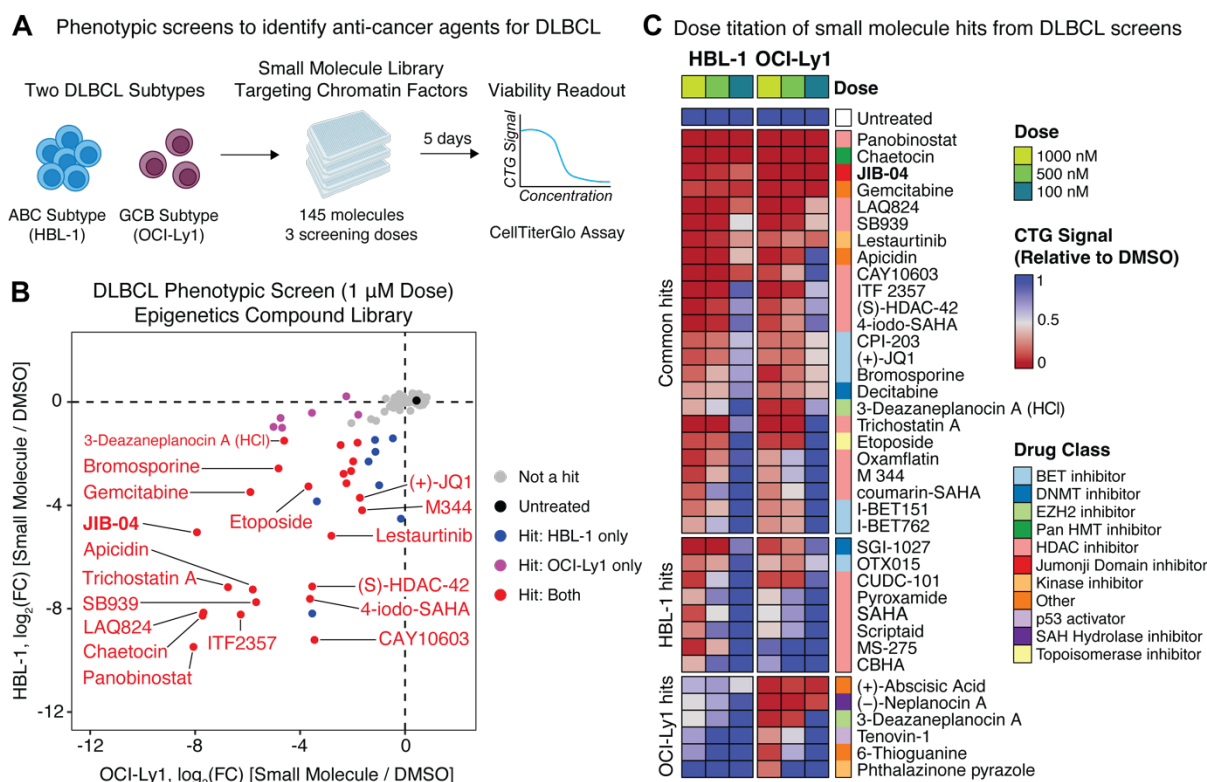 A Phenotypic screens to identify anti-cancer agents for DLBCL
Two DLBCL Subtypes
ABC Subtype
(HBL-1)
GCB Subtype
(OCI-Ly1)
Small Molecule Library
Targeting Chromatin Factors
145 molecules
3 screening doses
5 days
Viability Readout
CTG Signal
Concentration
CellTiterGlo Assay
B DLBCL Phenotypic Screen (1 µM Dose)
Epigenetics Compound Library
HBL-1, log2(FC) [Small Molecule / DMSO]
0
-4
-8
-12
3-Deazaneplanocin A (HCl)
Bromosporine
Gemcitabine
Etoposide
JIB-04
Apicidin
Trichostatin A
SB939
LAQ824
Chaetocin
ITF2357
Panobinostat
(+)-JQ1
M344
Lestaurtinib
(S)-HDAC-42
4-iodo-SAHA
CAY10603
-12
-8
-4
0
OCI-Ly1, log2(FC) [Small Molecule / DMSO]
Not a hit
Untreated
Hit: HBL-1 only
Hit: OCI-Ly1 only
Hit: Both
C Dose titation of small molecule hits from DLBCL screens
HBL-1 OCI-Ly1
Dose
Untreated
Common hits
Panobinostat
Chaetocin
JIB-04
Gemcitabine
LAQ824
SB939
Lestaurtinib
Apicidin
CAY10603
ITF 2357
(S)-HDAC-42
4-iodo-SAHA
CPI-203
(+)-JQ1
Bromosporine
Decitabine
3-Deazaneplanocin A (HCl)
Trichostatin A
Etoposide
Oxamflatin
M 344
coumarin-SAHA
I-BET151
I-BET762
HBL-1 hits
SGI-1027
OTX015
CUDC-101
Pyroxamide
SAHA
Scriptaid
MS-275
CBHA
OCI-Ly1 hits
(+)-Abscisic Acid
(−)-Neplanocin A
3-Deazaneplanocin A
Tenovin-1
6-Thioguanine
Phthalazinone pyrazole
Dose
1000 nM
500 nM
100 nM
CTG Signal
(Relative to DMSO)
1
0.5
0
Drug Class
BET inhibitor
DNMT inhibitor
EZH2 inhibitor
Pan HMT inhibitor
HDAC inhibitor
Jumonji Domain inhibitor
Kinase inhibitor
Other
p53 activator
SAH Hydrolase inhibitor
Topoisomerase inhibitor